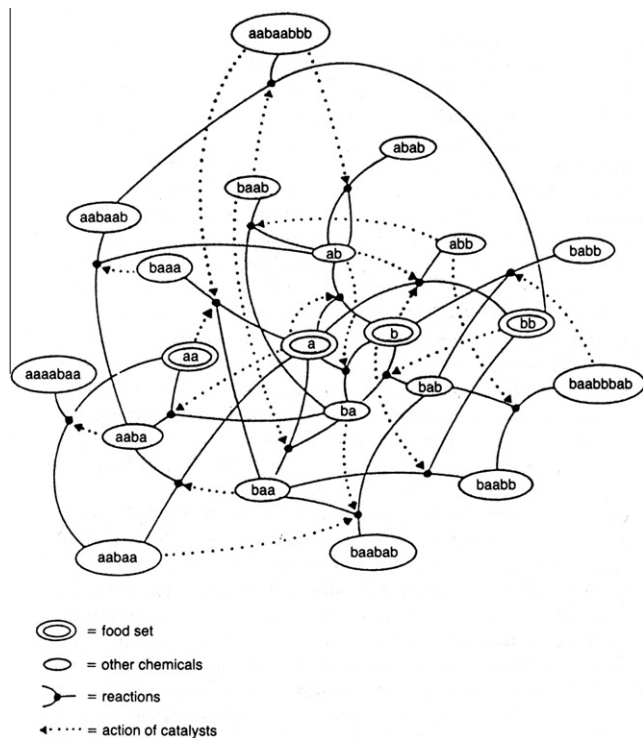 aabaabbb
abab
baab
aabaab
abb
ab
babb
baaa
a
b
bb
aa
aaaabaa
baabbbab
bab
ba
aaba
baa
baabb
aabaa
baabab
= food set
= other chemicals
= reactions
= action of catalysts